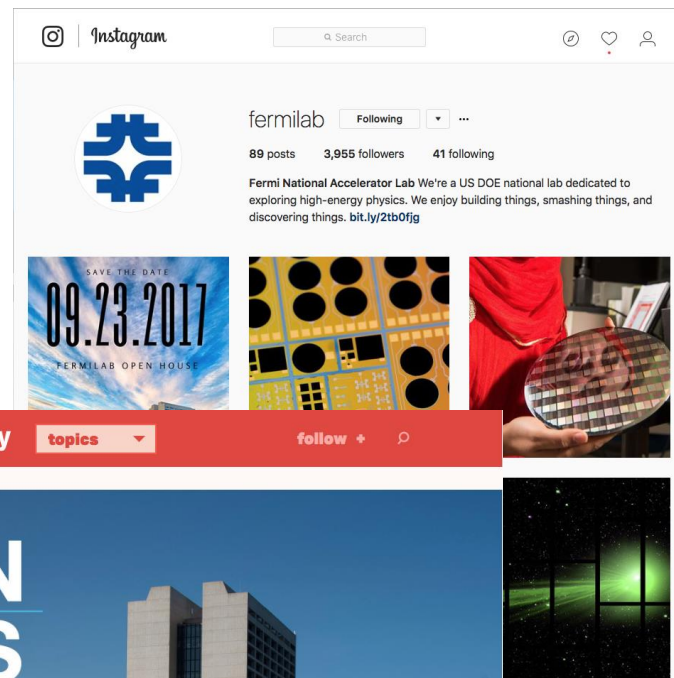 Instagram
Search
fermilab Following ...
89 posts 3,955 followers 41 following
Fermi National Accelerator Lab We're a US DOE national lab dedicated to
exploring high-energy physics. We enjoy building things, smashing things, and
discovering things. bit.ly/2tb0fjg
SAVE THE DATE
09.23.2017
FERMILAB OPEN HOUSE
y topics follow +
N
S